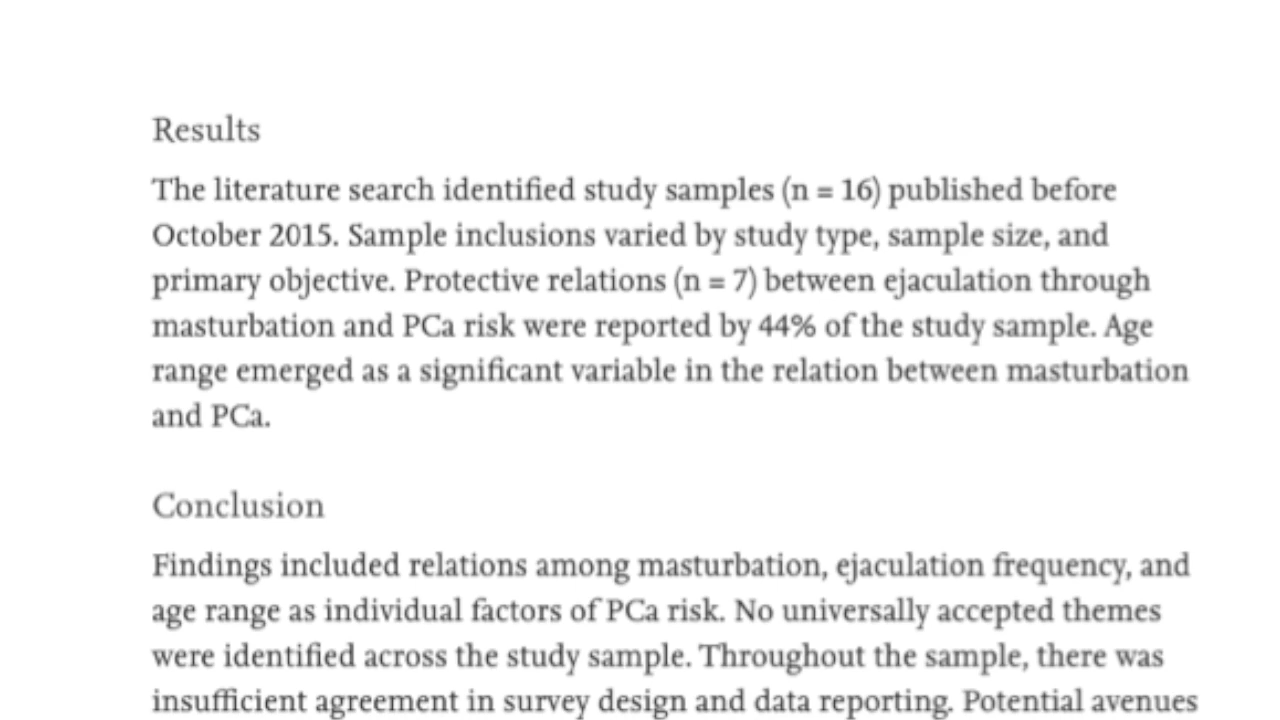 Results
The literature search identified study samples (n = 16) published before
October 2015. Sample inclusions varied by study type, sample size, and
primary objective. Protective relations (n = 7) between ejaculation through
masturbation and PCa risk were reported by 44% of the study sample. Age
range emerged as a significant variable in the relation between masturbation
and PCa.
Conclusion
Findings included relations among masturbation, ejaculation frequency, and
age range as individual factors of PCa risk. No universally accepted themes
were identified across the study sample. Throughout the sample, there was
insufficient agreement in survey design and data reporting. Potential avenues